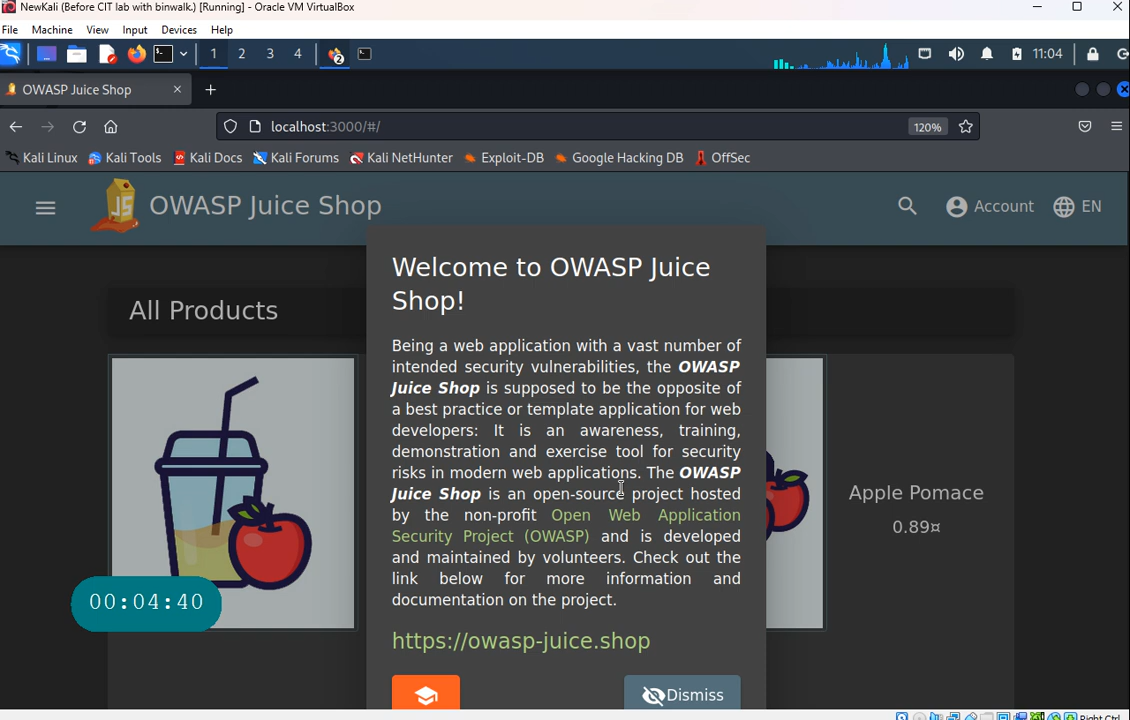 NewKali (Before CIT lab with binwalk.) [Running] - Oracle VM VirtualBox
File Machine View Input Devices Help
1 2 3 4 2 11:04
OWASP Juice Shop
localhost:3000/#/ 120%
Kali Linux Kali Tools Kali Docs Kali Forums Kali NetHunter Exploit-DB Google Hacking DB OffSec
JS OWASP Juice Shop Account EN
Welcome to OWASP Juice
Shop!
All Products
Being a web application with a vast number of
intended security vulnerabilities, the OWASP
Juice Shop is supposed to be the opposite of
a best practice or template application for web
developers: It is an awareness, training,
demonstration and exercise tool for security
risks in modern web applications. The OWASP
Juice Shop is an open-source project hosted
by the non-profit Open Web Application
Security Project (OWASP) and is developed
and maintained by volunteers. Check out the
link below for more information and
documentation on the project.
https://owasp-juice.shop
Dismiss
Apple Pomace
0.89¤
00:04:40
Right Ctrl